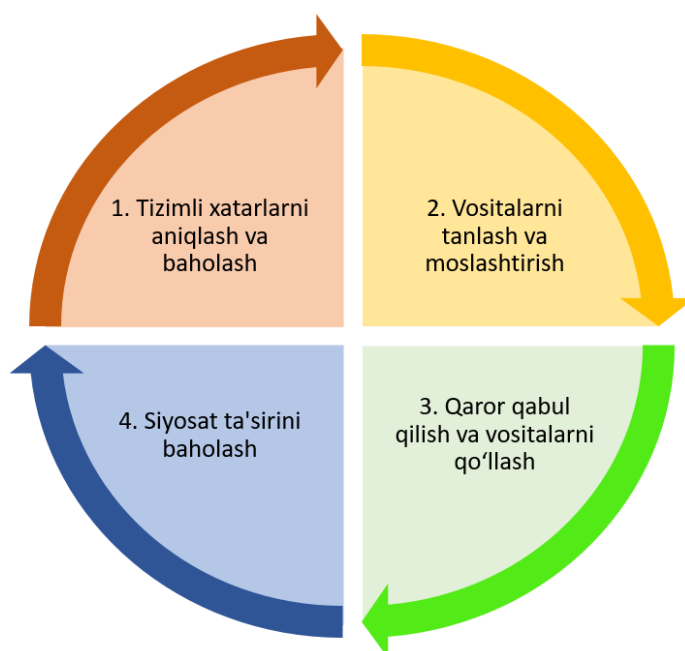 1. Tizimli xatarlarni
aniqlash va
baholash
2. Vositalarni
tanlash va
moslashtirish
3. Qaror qabul
qilish va vositalarni
qo‘llash
4. Siyosat ta'sirini
baholash